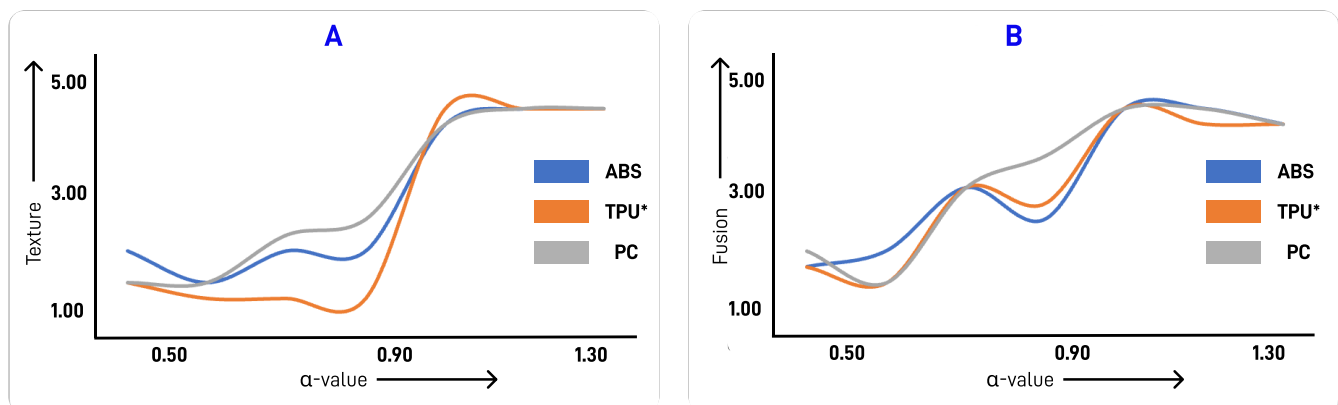 A
5.00
3.00
1.00
Texture
ABS
TPU*
PC
0.50 0.90 1.30
α-value
B
5.00
3.00
1.00
Fusion
ABS
TPU*
PC
0.50 0.90 1.30
α-value